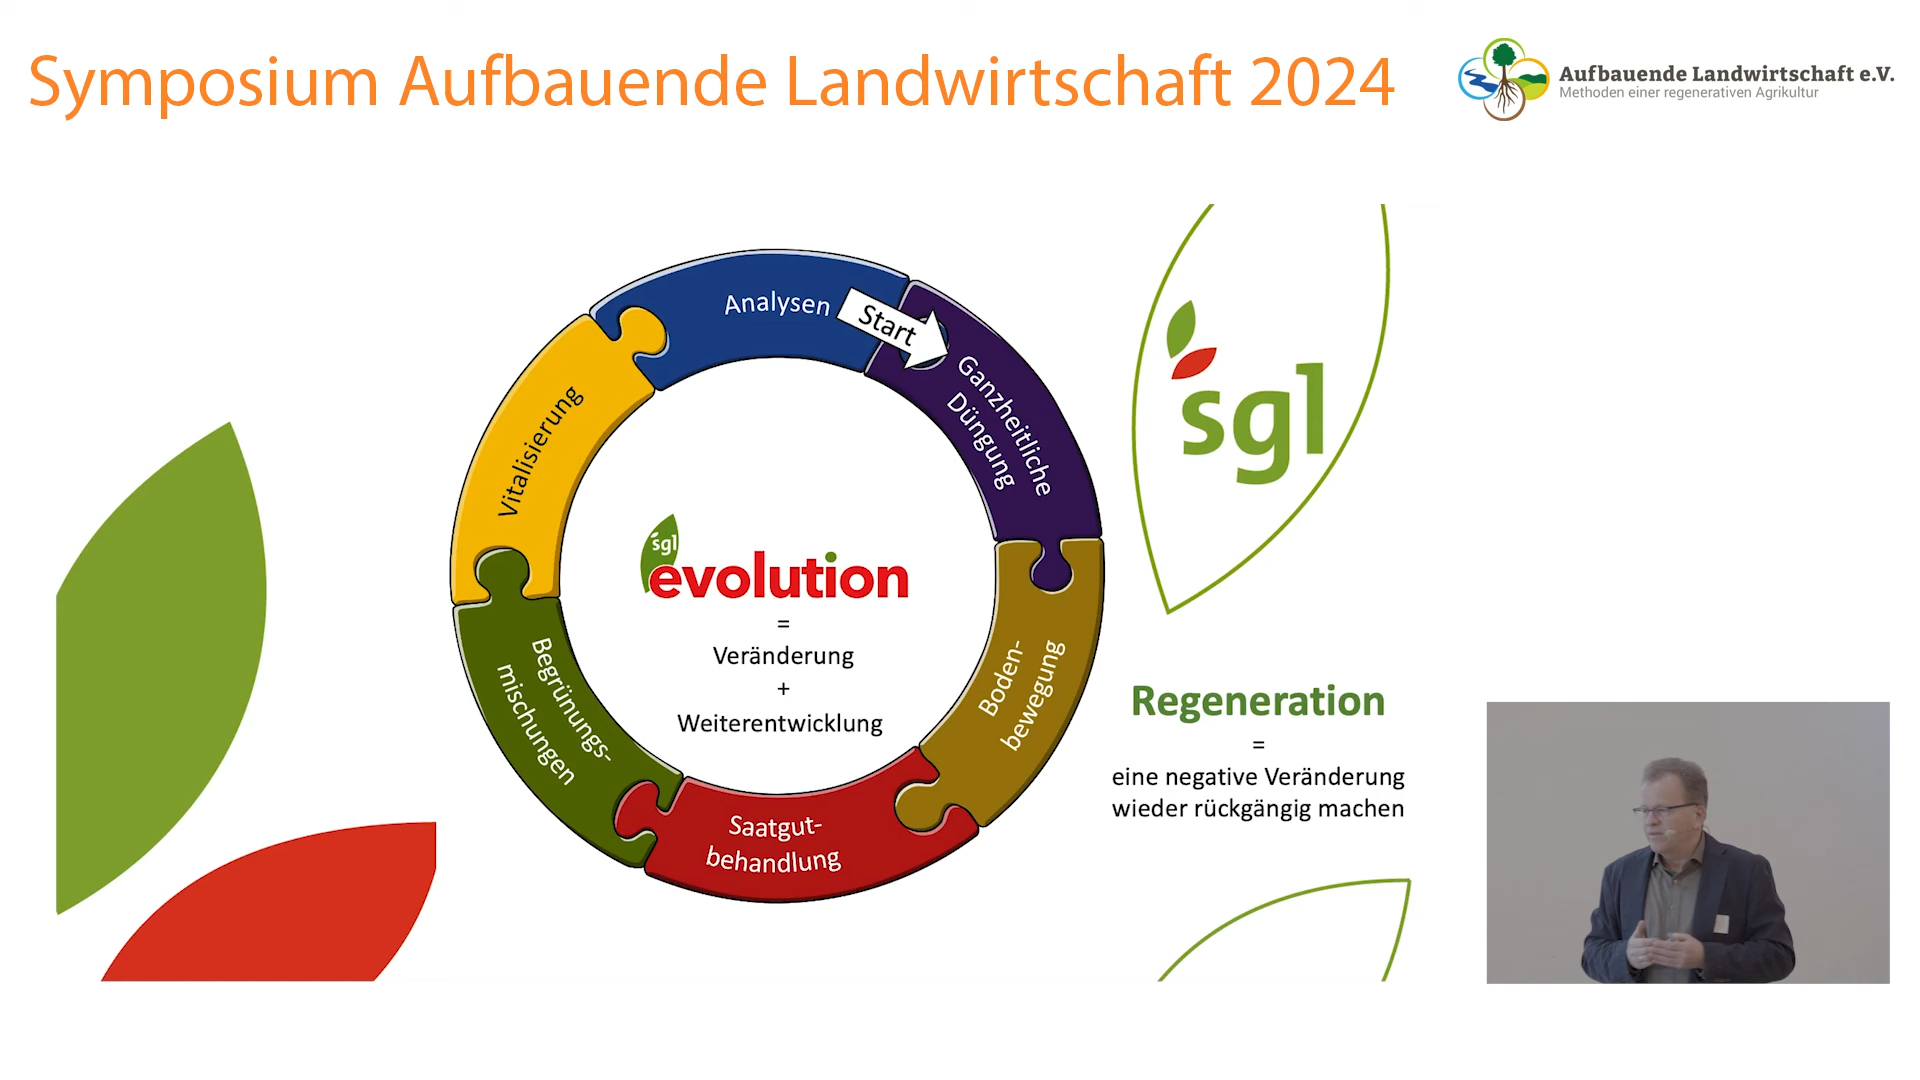 Symposium Aufbauende Landwirtschaft 2024
Aufbauende Landwirtschaft e.V.
Methoden einer regenerativen Agrikultur
Analysen
Start
Ganzheitliche
Düngung
Boden-
bewegung
Saatgut-
behandlung
Begrünungs-
mischungen
Vitalisierung
sgl
evolution
=
Veränderung
+
Weiterentwicklung
sgl
Regeneration
=
eine negative Veränderung
wieder rückgängig machen